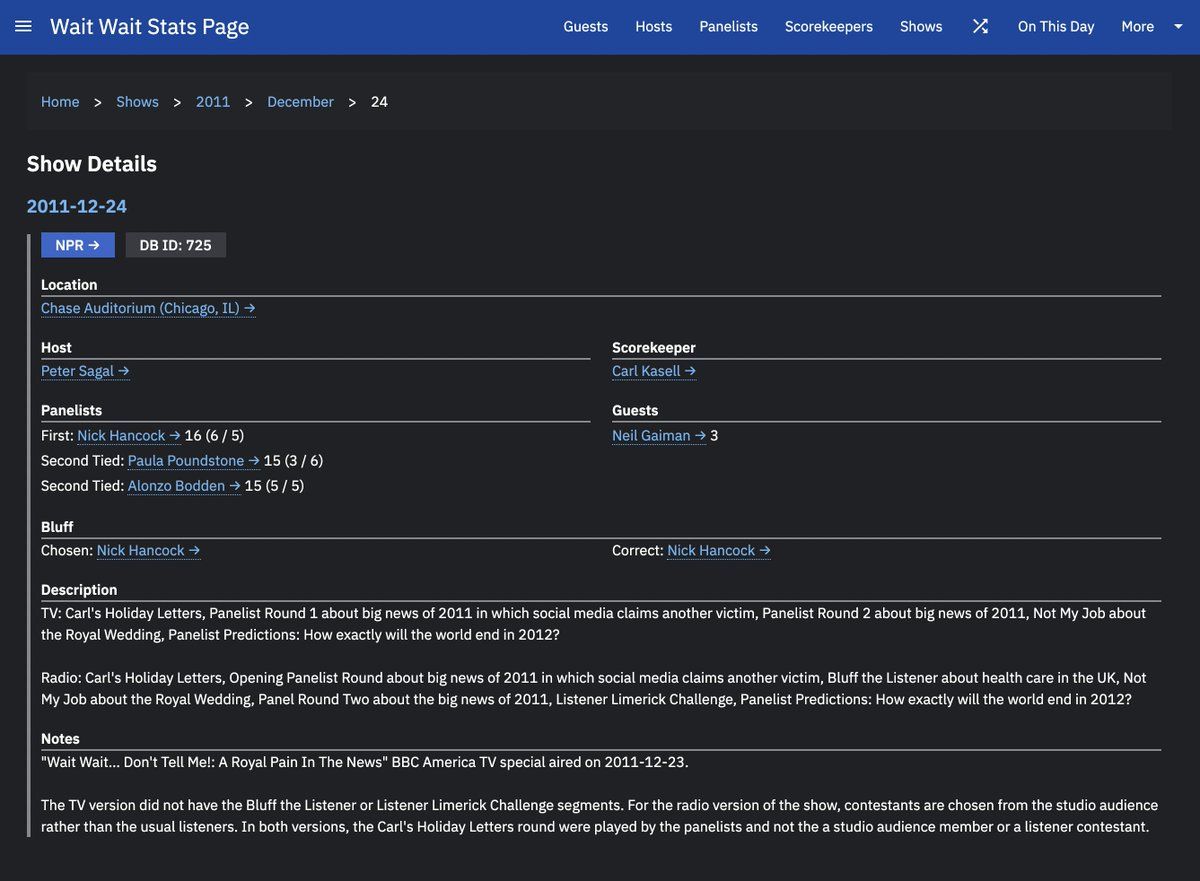 Wait Wait Stats Page
Guests Hosts Panelists Scorekeepers Shows On This Day More
Home > Shows > 2011 > December > 24
Show Details
2011-12-24
NPR → DB ID: 725
Location
Chase Auditorium (Chicago, IL) →
Host
Peter Sagal →
Scorekeeper
Carl Kasell →
Panelists
First: Nick Hancock → 16 (6 / 5)
Second Tied: Paula Poundstone → 15 (3 / 6)
Second Tied: Alonzo Bodden → 15 (5 / 5)
Guests
Neil Gaiman → 3
Bluff
Chosen: Nick Hancock →
Correct: Nick Hancock →
Description
TV: Carl's Holiday Letters, Panelist Round 1 about big news of 2011 in which social media claims another victim, Panelist Round 2 about big news of 2011, Not My Job about
the Royal Wedding, Panelist Predictions: How exactly will the world end in 2012?
Radio: Carl's Holiday Letters, Opening Panelist Round about big news of 2011 in which social media claims another victim, Bluff the Listener about health care in the UK, Not
My Job about the Royal Wedding, Panel Round Two about the big news of 2011, Listener Limerick Challenge, Panelist Predictions: How exactly will the world end in 2012?
Notes
"Wait Wait... Don't Tell Me!: A Royal Pain In The News" BBC America TV special aired on 2011-12-23.
The TV version did not have the Bluff the Listener or Listener Limerick Challenge segments. For the radio version of the show, contestants are chosen from the studio audience
rather than the usual listeners. In both versions, the Carl's Holiday Letters round were played by the panelists and not the a studio audience member or a listener contestant.